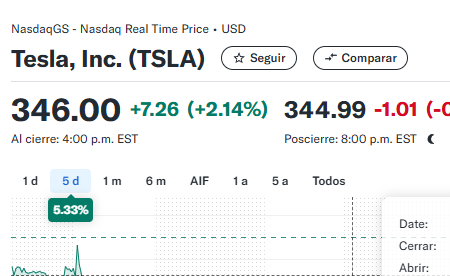 NasdaqGS - Nasdaq Real Time Price • USD
Tesla, Inc. (TSLA) Seguir Comparar
346.00 +7.26 (+2.14%) 344.99 -1.01
Al cierre: 4:00 p.m. EST Poscierre: 8:00 p.m. EST
1 d 5 d 1 m 6 m AIF 1 a 5 a Todos
5.33%
Date:
Cerrar:
Abrir: